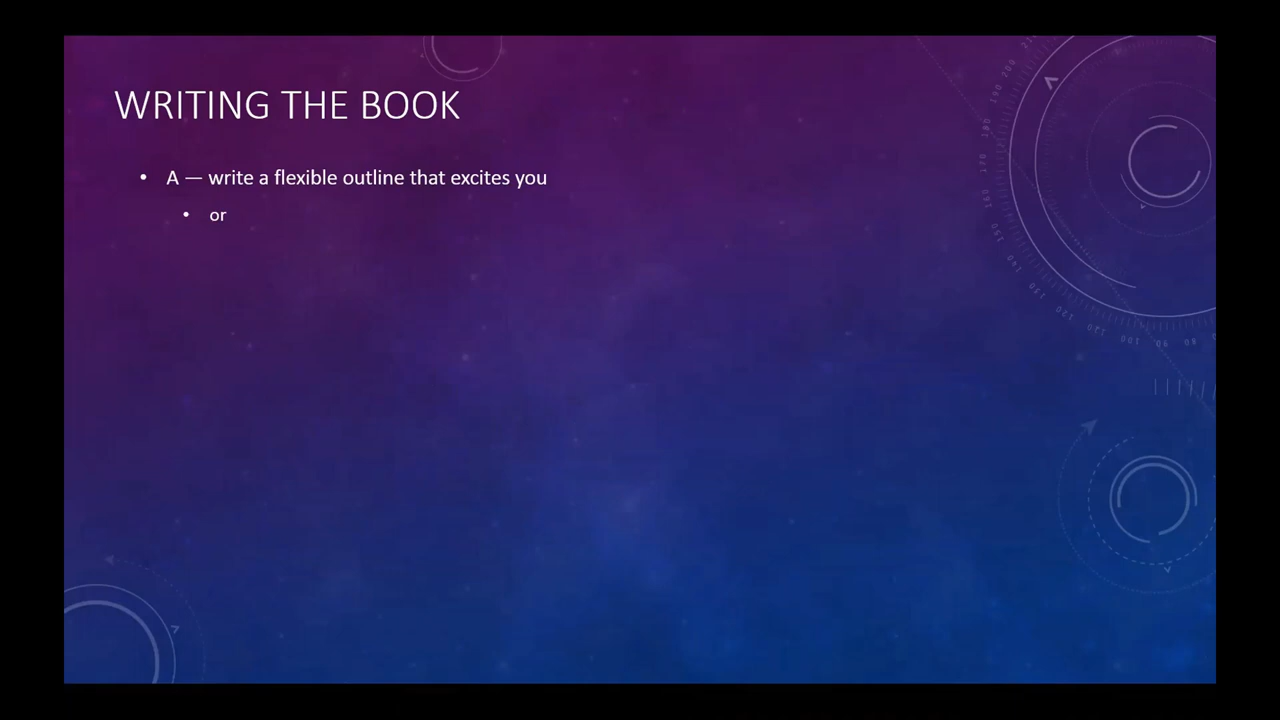 WRITING THE BOOK
• A — write a flexible outline that excites you
• or